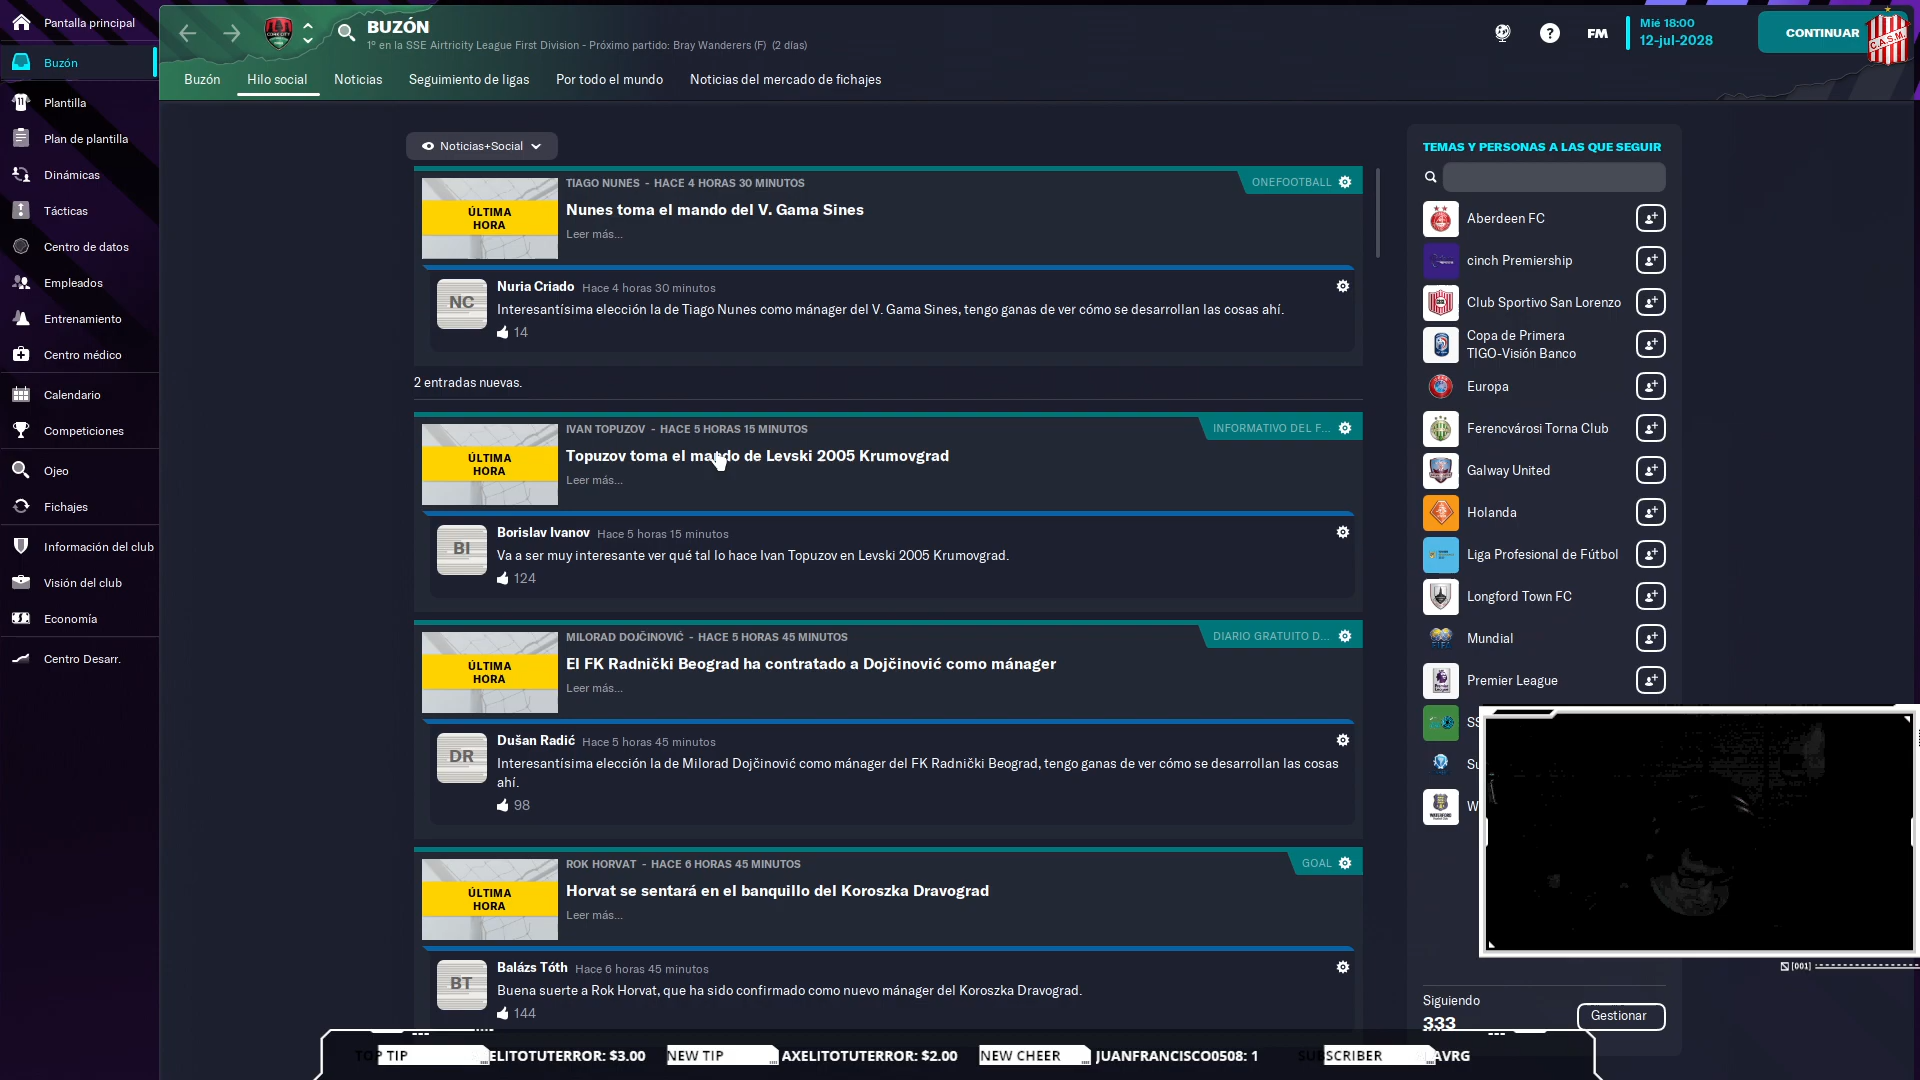 Pantalla principal
Buzón
Plantilla
Plan de plantilla
Dinámicas
Tácticas
Centro de datos
Empleados
Entrenamiento
Centro médico
Calendario
Competiciones
Ojeo
Fichajes
Información del club
Visión del club
Economía
Centro Desarr.
BUZÓN
1º en la SSE Airtricity League First Division - Próximo partido: Bray Wanderers (F) (2 días)
FM
Mié 18:00
12-jul-2028
CONTINUAR
C.A.S.M.
Buzón
Hilo social
Noticias
Seguimiento de ligas
Por todo el mundo
Noticias del mercado de fichajes
Noticias+Social
ÚLTIMA
HORA
TIAGO NUNES - HACE 4 HORAS 30 MINUTOS
ONEFOOTBALL
Nunes toma el mando del V. Gama Sines
Leer más...
NC
Nuria Criado Hace 4 horas 30 minutos
Interesantísima elección la de Tiago Nunes como mánager del V. Gama Sines, tengo ganas de ver cómo se desarrollan las cosas ahí.
14
2 entradas nuevas.
ÚLTIMA
HORA
IVAN TOPUZOV - HACE 5 HORAS 15 MINUTOS
INFORMATIVO DEL F...
Topuzov toma el mando de Levski 2005 Krumovgrad
Leer más...
BI
Borislav Ivanov Hace 5 horas 15 minutos
Va a ser muy interesante ver qué tal lo hace Ivan Topuzov en Levski 2005 Krumovgrad.
124
ÚLTIMA
HORA
MILORAD DOJČINOVIĆ - HACE 5 HORAS 45 MINUTOS
DIARIO GRATUITO D...
El FK Radnički Beograd ha contratado a Dojčinović como mánager
Leer más...
DR
Dušan Radić Hace 5 horas 45 minutos
Interesantísima elección la de Milorad Dojčinović como mánager del FK Radnički Beograd, tengo ganas de ver cómo se desarrollan las cosas
ahí.
98
ÚLTIMA
HORA
ROK HORVAT - HACE 6 HORAS 45 MINUTOS
GOAL
Horvat se sentará en el banquillo del Koroszka Dravograd
Leer más...
BT
Balázs Tóth Hace 6 horas 45 minutos
Buena suerte a Rok Horvat, que ha sido confirmado como nuevo mánager del Koroszka Dravograd.
144
TEMAS Y PERSONAS A LAS QUE SEGUIR
Aberdeen FC
cinch Premiership
Club Sportivo San Lorenzo
Copa de Primera
TIGO-Visión Banco
Europa
Ferencvárosi Torna Club
Galway United
Holanda
Liga Profesional de Fútbol
Longford Town FC
Mundial
Premier League
SS
Su
W
[001]
Siguiendo
333
Gestionar
TOP TIP
ELITOTUTERROR: $3.00
NEW TIP
AXELITOTUTERROR: $2.00
NEW CHEER
JUANFRANCISCO0508: 1
SUBSCRIBER
AVRG